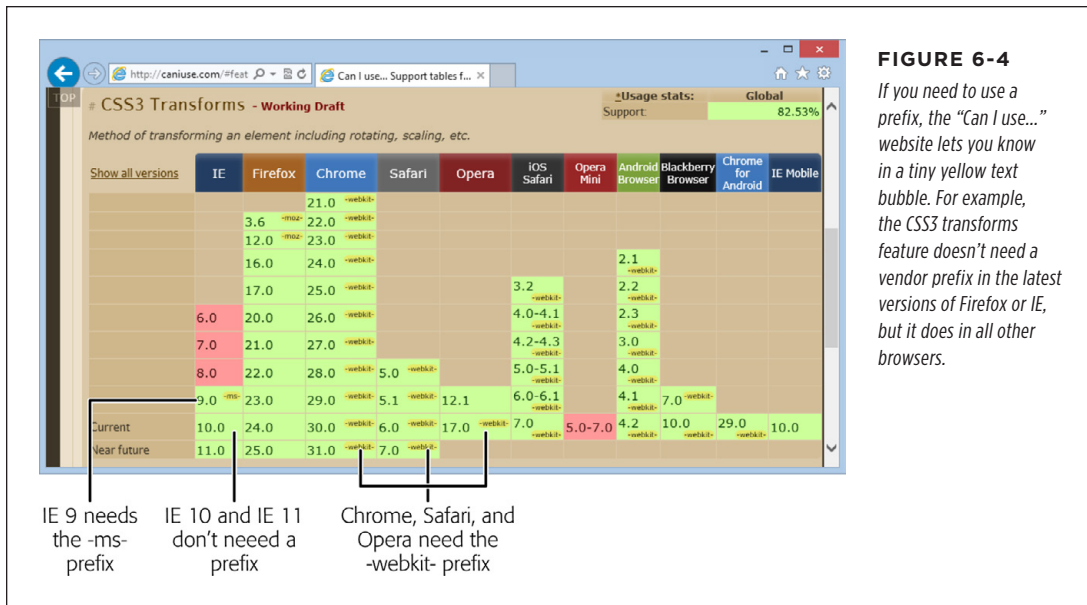 http://caniuse.com/#feat
Can I use... Support tables f...
TOP
# CSS3 Transforms - Working Draft
*Usage stats: Global
Support: 82.53%
Method of transforming an element including rotating, scaling, etc.
Show all versions IE Firefox Chrome Safari Opera iOS Safari Opera Mini Android Browser Blackberry Browser Chrome for Android IE Mobile
21.0 -webkit-
3.6 -moz- 22.0 -webkit-
12.0 -moz- 23.0 -webkit-
16.0 24.0 -webkit- 2.1 -webkit-
17.0 25.0 -webkit- 3.2 -webkit- 2.2 -webkit-
6.0 20.0 26.0 -webkit- 4.0-4.1 -webkit- 2.3 -webkit-
7.0 21.0 27.0 -webkit- 4.2-4.3 -webkit- 3.0 -webkit-
8.0 22.0 28.0 -webkit- 5.0 -webkit- 5.0-5.1 -webkit- 4.0 -webkit-
9.0 -ms- 23.0 29.0 -webkit- 5.1 -webkit- 12.1 6.0-6.1 -webkit- 4.1 -webkit- 7.0 -webkit-
Current 10.0 24.0 30.0 -webkit- 6.0 -webkit- 17.0 -webkit- 7.0 -webkit- 5.0-7.0 4.2 -webkit- 10.0 -webkit- 29.0 -webkit- 10.0
Near future 11.0 25.0 31.0 -webkit- 7.0 -webkit-
IE 9 needs
the -ms-
prefix
IE 10 and IE 11
don't neeed a
prefix
Chrome, Safari, and
Opera need the
-webkit- prefix
FIGURE 6-4
If you need to use a
prefix, the “Can I use...”
website lets you know
in a tiny yellow text
bubble. For example,
the CSS3 transforms
feature doesn’t need a
vendor prefix in the latest
versions of Firefox or IE,
but it does in all other
browsers.